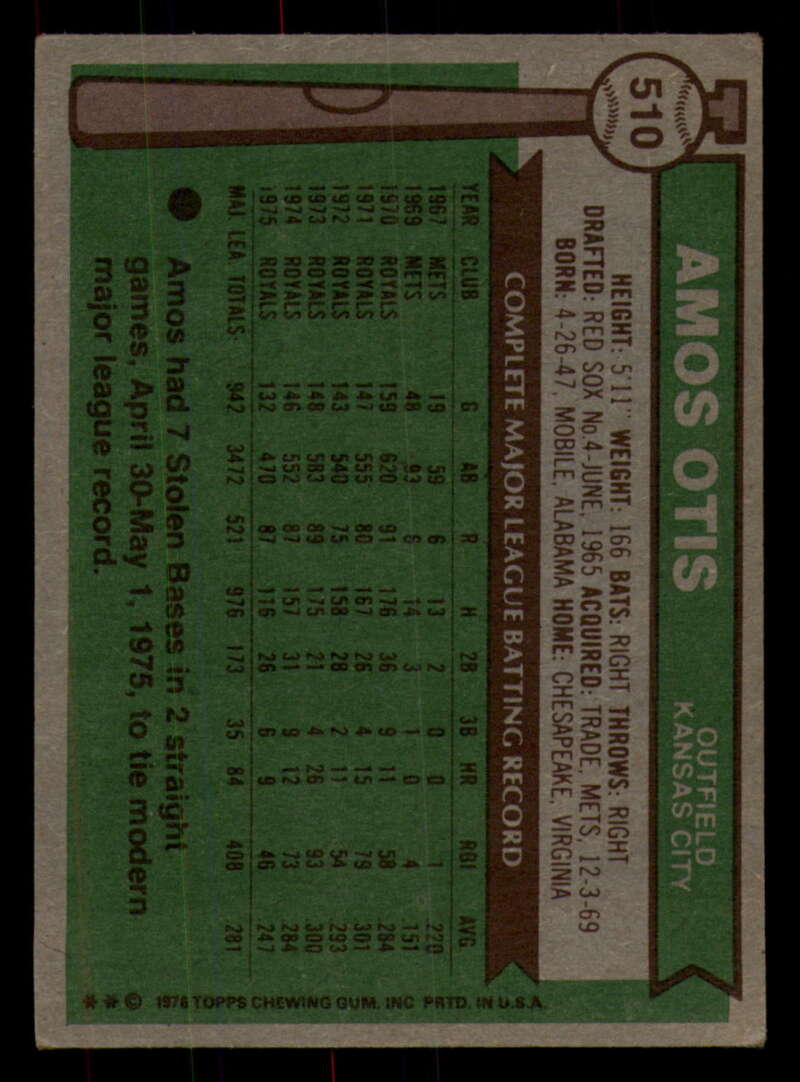 510
AMOS OTIS
OUTFIELD
KANSAS CITY
HEIGHT: 5'11" WEIGHT: 166 BATS: RIGHT THROWS: RIGHT
DRAFTED: RED SOX No.4-JUNE, 1965 ACQUIRED: TRADE, METS, 12-3-69
BORN: 4-26-47, MOBILE, ALABAMA HOME: CHESAPEAKE, VIRGINIA
COMPLETE MAJOR LEAGUE BATTING RECORD
YEAR CLUB G AB R H 2B 3B HR RBI AVG
1967 METS 19 59 6 13 2 0 0 1 .220
1969 METS 48 93 6 14 3 1 0 4 .151
1970 ROYALS 159 620 91 176 36 9 11 58 .284
1971 ROYALS 147 555 80 167 26 4 15 79 .301
1972 ROYALS 143 540 75 158 28 2 11 54 .293
1973 ROYALS 148 583 89 175 21 4 26 93 .300
1974 ROYALS 146 552 87 157 31 9 12 73 .284
1975 ROYALS 132 470 87 116 26 6 9 46 .247
MAJ. LEA. TOTALS 942 3472 521 976 173 35 84 408 .281
Amos had 7 Stolen Bases in 2 straight
games, April 30-May 1, 1975, to tie modern
major league record.
** © 1976 TOPPS CHEWING GUM, INC. PRTD. IN U.S.A.